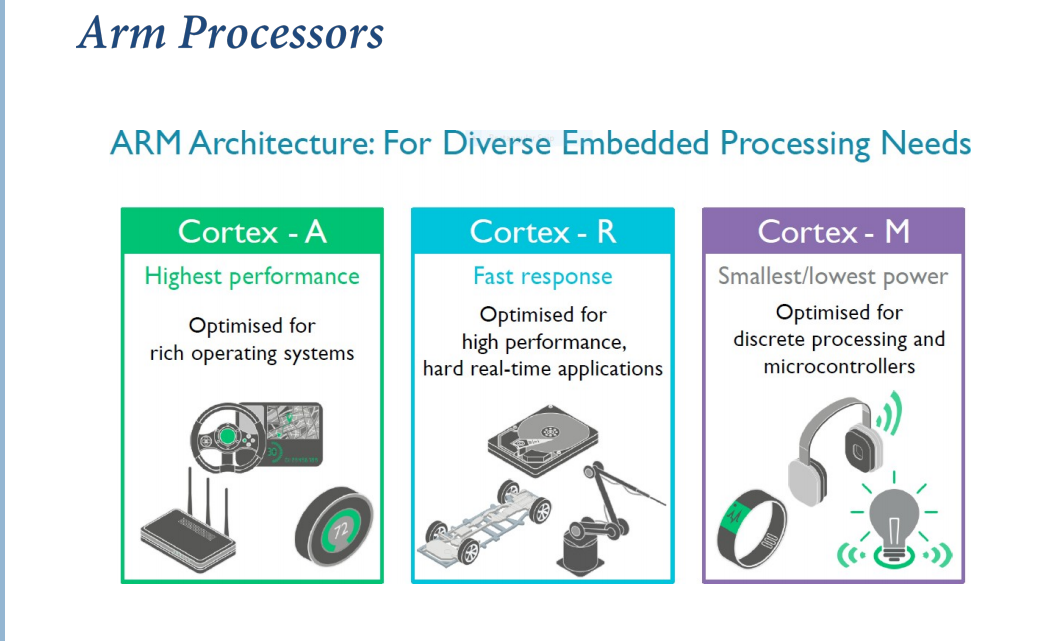 Arm Processors
ARM Architecture: For Diverse Embedded Processing Needs
Cortex - A
Highest performance
Optimised for
rich operating systems
72
Cortex - R
Fast response
Optimised for
high performance,
hard real-time applications
Cortex - M
Smallest/lowest power
Optimised for
discrete processing and
microcontrollers